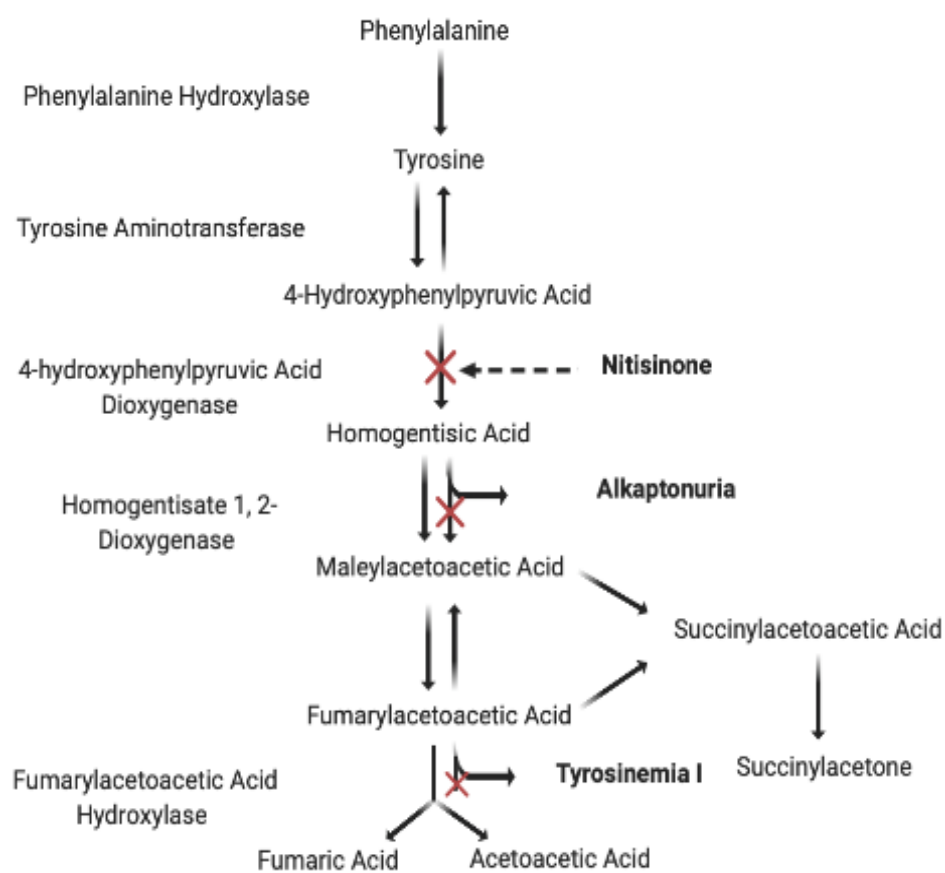 Phenylalanine
Phenylalanine Hydroxylase
Tyrosine
Tyrosine Aminotransferase
4-Hydroxyphenylpyruvic Acid
4-hydroxyphenylpyruvic Acid
Dioxygenase
Nitisinone
Homogentisic Acid
Homogentisate 1, 2-
Dioxygenase
Alkaptonuria
Maleylacetoacetic Acid
Succinylacetoacetic Acid
Fumarylacetoacetic Acid
Fumarylacetoacetic Acid
Hydroxylase
Tyrosinemia I
Succinylacetone
Fumaric Acid
Acetoacetic Acid